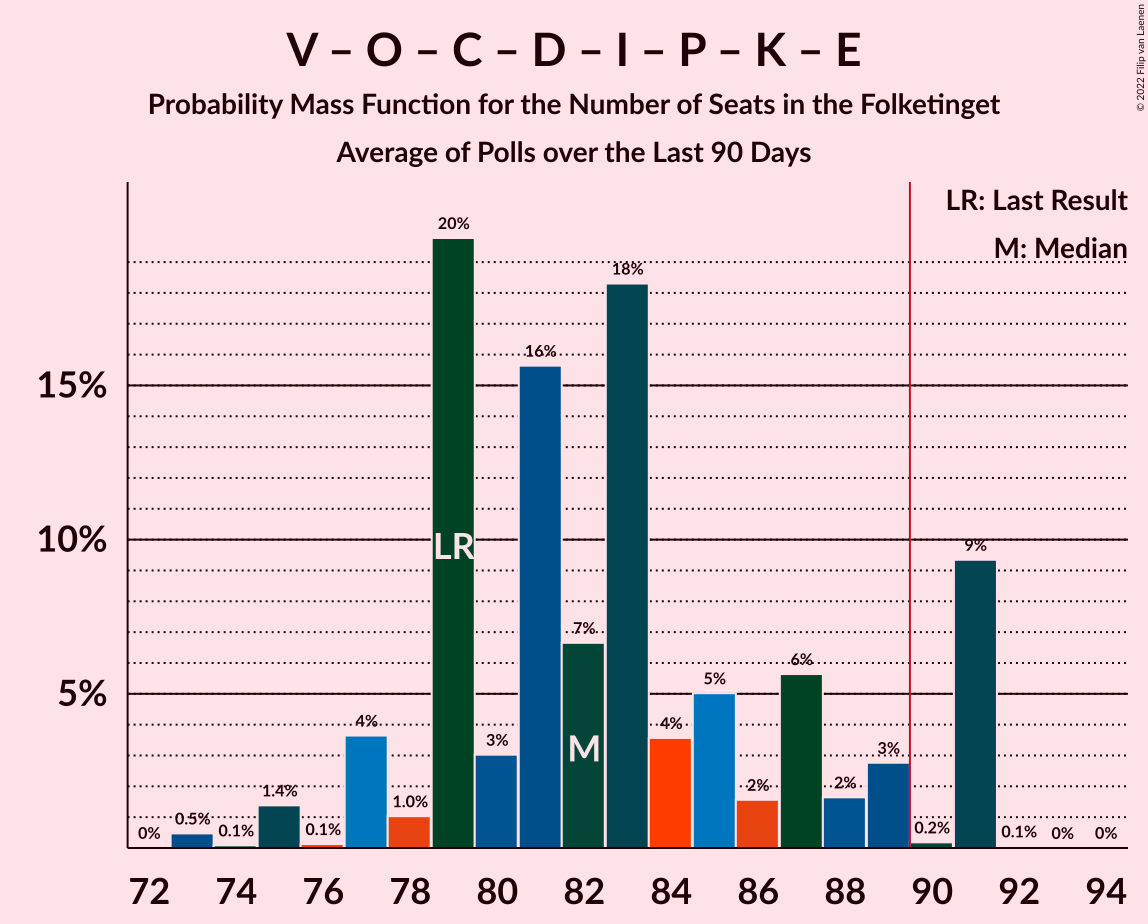 V – O – C – D – I – P – K – E
Probability Mass Function for the Number of Seats in the Folketinget
Average of Polls over the Last 90 Days
© 2022 Filip van Laenen
LR: Last Result
M: Median
15%
10%
5%
0%
0.5%
0.1%
1.4%
0.1%
4%
1.0%
20%
3%
16%
7%
18%
4%
5%
2%
6%
2%
3%
0.2%
9%
0.1%
0%
0%
LR
M
72 74 76 78 80 82 84 86 88 90 92 94